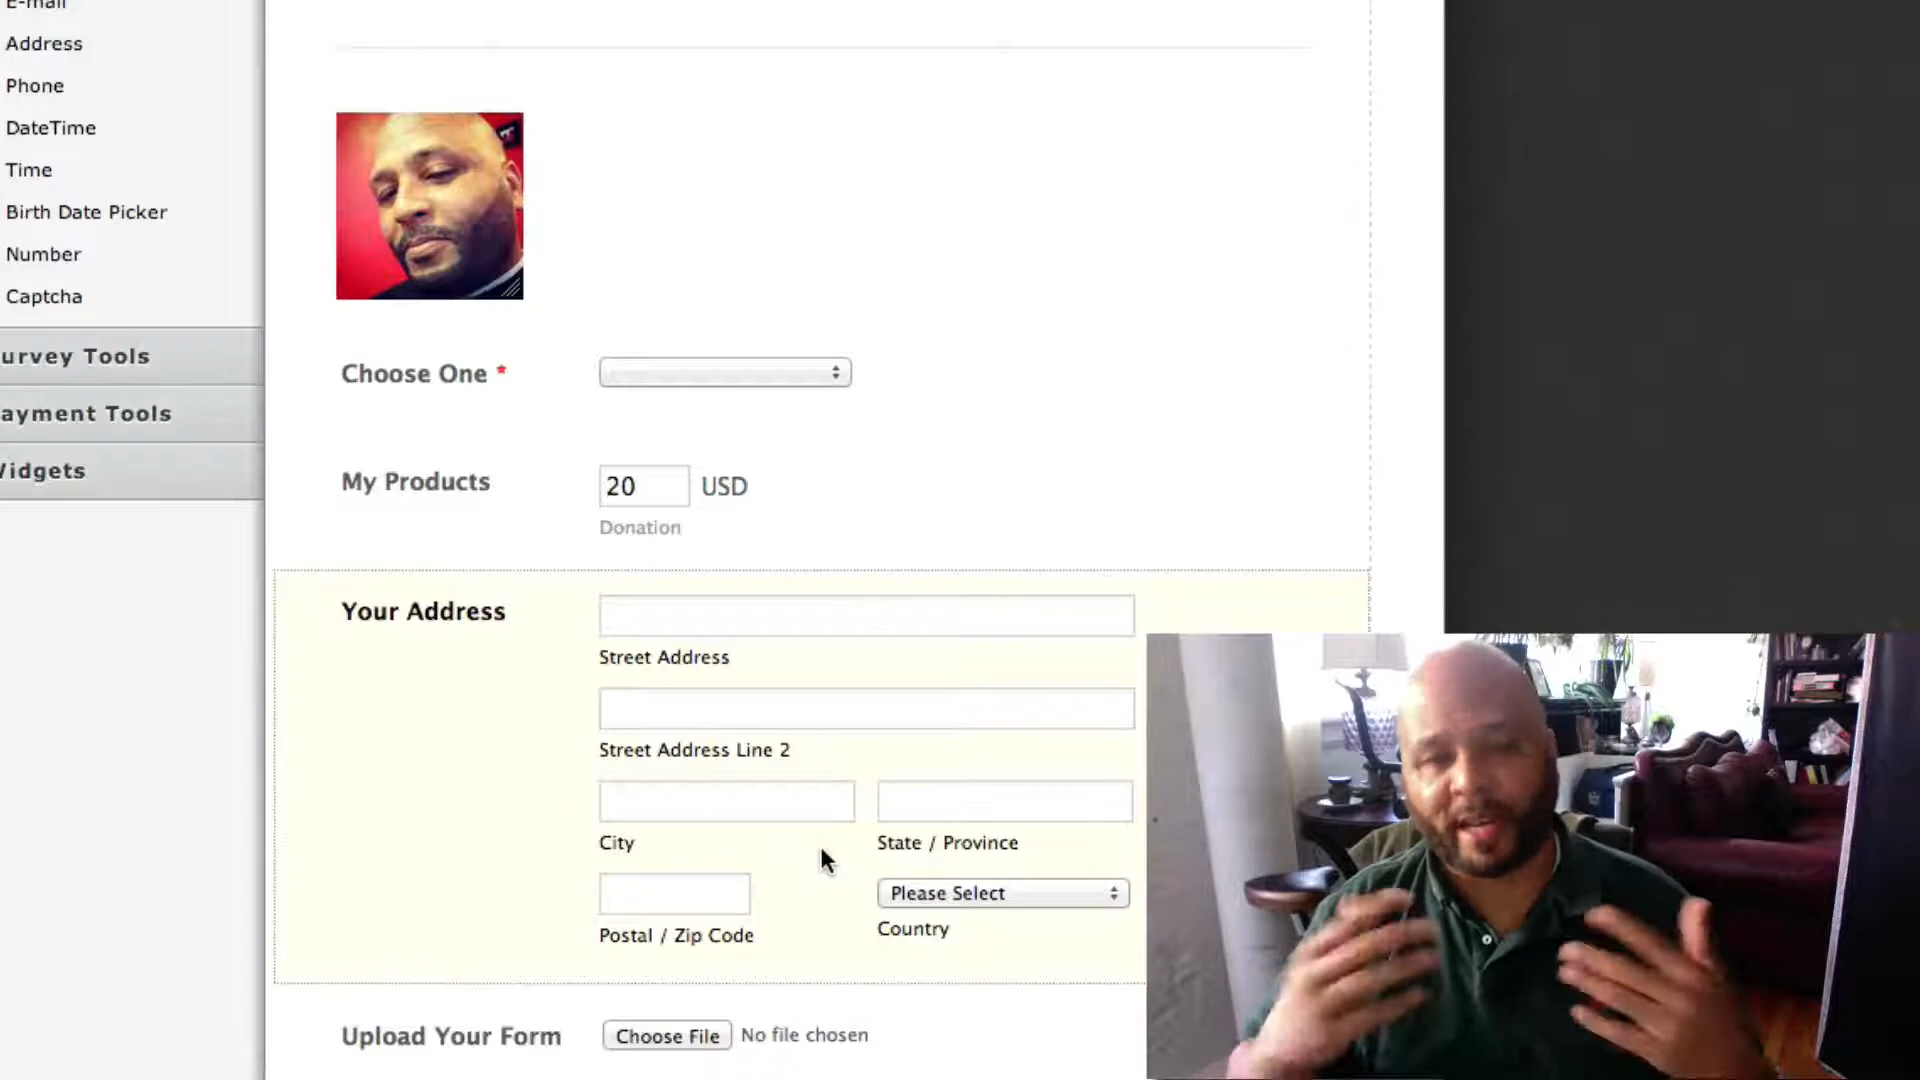 E-mail
Address
Phone
DateTime
Time
Birth Date Picker
Number
Captcha
urvey Tools
ayment Tools
Widgets
Choose One *
My Products
20 USD
Donation
Your Address
Street Address
Street Address Line 2
City
State / Province
Please Select
Postal / Zip Code
Country
Upload Your Form
Choose File No file chosen